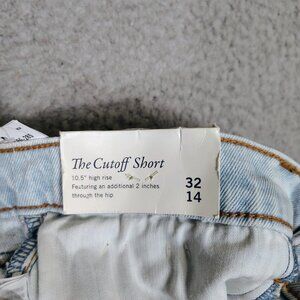 The Cutoff Short
10.5" high rise
Featuring an additional 2 inches
through the hip.
32
14